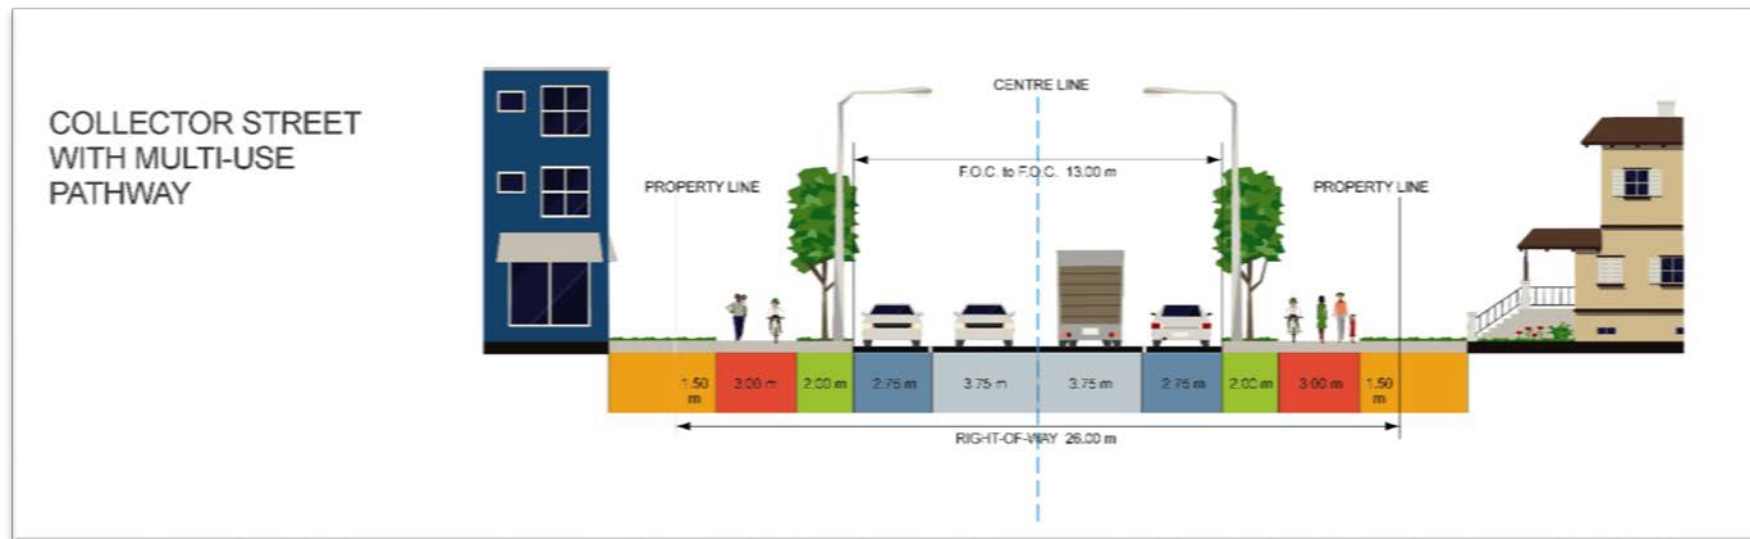 COLLECTOR STREET
WITH MULTI-USE
PATHWAY
CENTRE LINE
F.O.C. to F.O.C. 13.00 m
PROPERTY LINE
PROPERTY LINE
1.50 m
3.00 m
2.00 m
2.75 m
3.75 m
3.75 m
2.75 m
2.00 m
3.00 m
1.50 m
RIGHT-OF-WAY 26.00 m